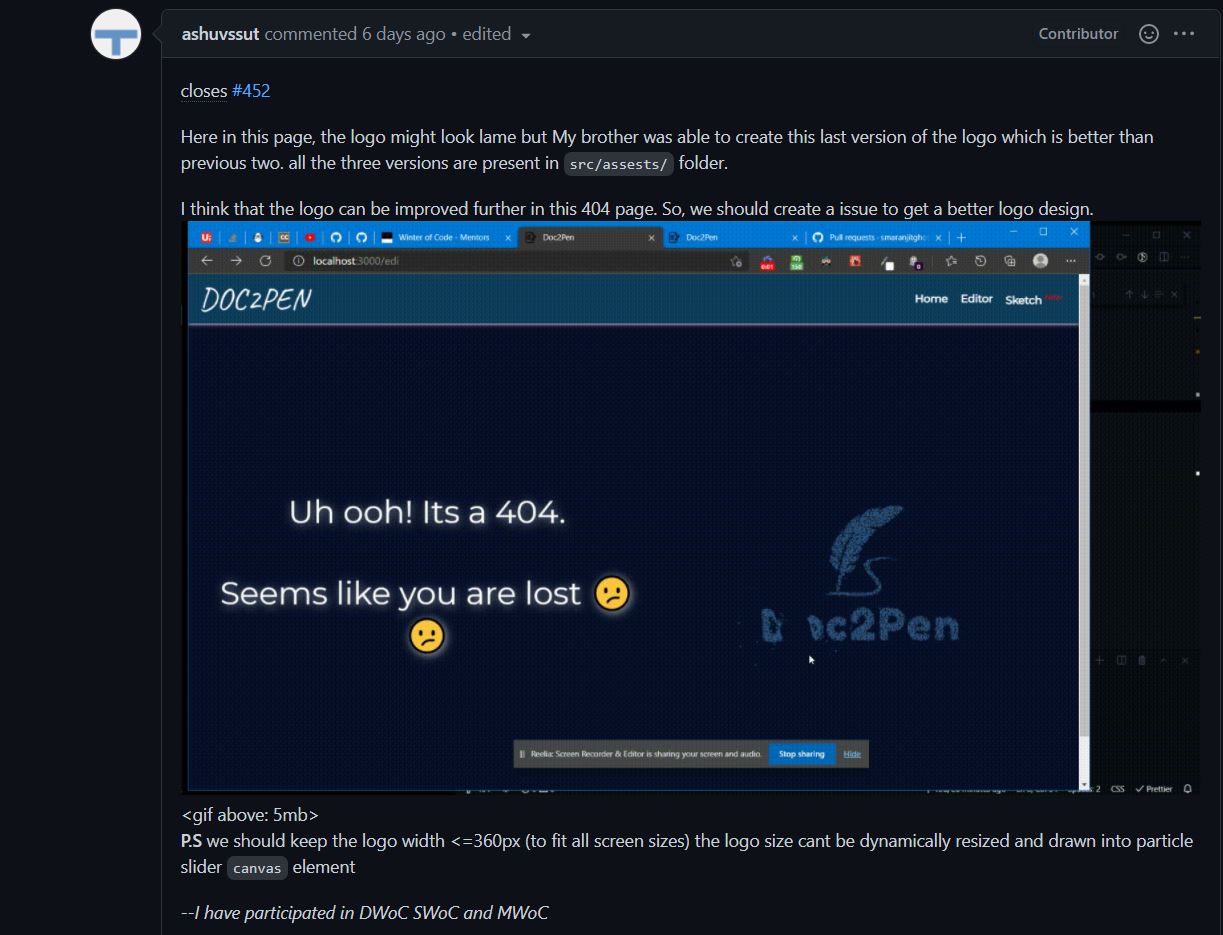 ashuvssut commented 6 days ago • edited
Contributor
closes #452
Here in this page, the logo might look lame but My brother was able to create this last version of the logo which is better than
previous two. all the three versions are present in src/assests/ folder.
I think that the logo can be improved further in this 404 page. So, we should create a issue to get a better logo design.
Winter of Code - Mentors
Doc2Pen
Doc2Pen
Pull requests · smaranjitgho
localhost:3000/edi
DOC2PEN
Home Editor Sketch New
Uh ooh! Its a 404.
Seems like you are lost 😕
😕
Doc2Pen
Reelia: Screen Recorder & Editor is sharing your screen and audio. Stop sharing Hide
CSS Prettier
<gif above: 5mb>
P.S we should keep the logo width <=360px (to fit all screen sizes) the logo size cant be dynamically resized and drawn into particle
slider canvas element
--I have participated in DWoC SWoC and MWoC